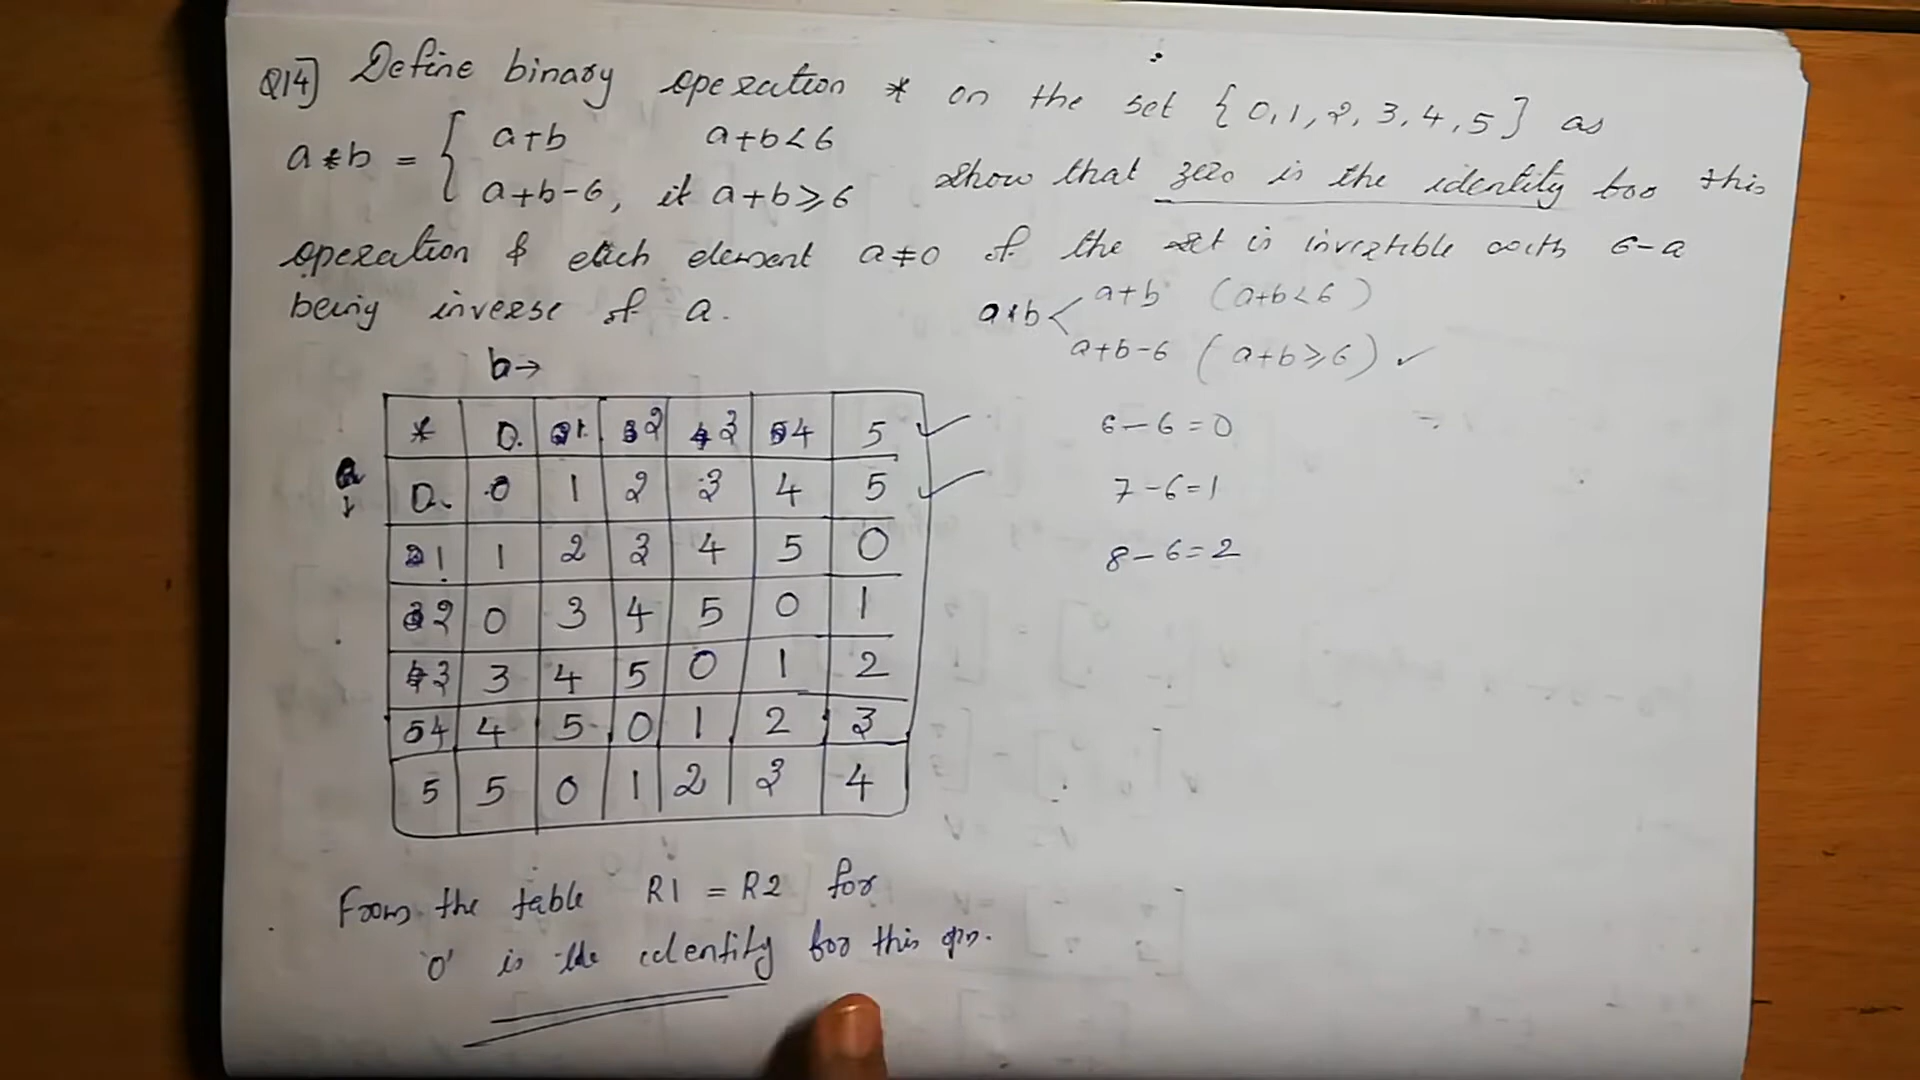 Q14] Define binary operation * on the set { 0, 1, 2, 3, 4, 5 } as
a * b = { a+b a+b<6
a+b-6, if a+b≥6 show that zero is the identity for this
operation & each element a≠0 of the set is invertible with 6-a
being inverse of a.
a*b < a+b (a+b<6)
a+b-6 (a+b≥6) ✓
b→
a↓
* 0 1 2 3 4 5 ✓
0 0 1 2 3 4 5 ✓
1 1 2 3 4 5 0
2 0 3 4 5 0 1
3 3 4 5 0 1 2
4 4 5 0 1 2 3
5 5 0 1 2 3 4
6-6=0
7-6=1
8-6=2
From the table R1 = R2 for
'0' is the identity for this opn.